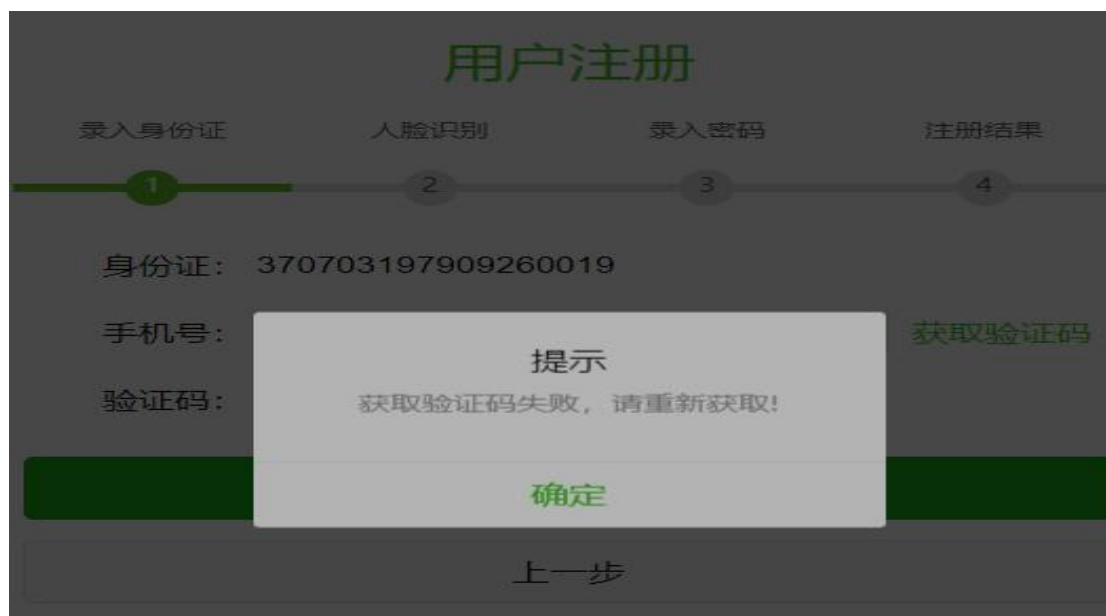 用户注册
录入身份证 人脸识别 录入密码 注册结果
1 2 3 4
身份证: 370703197909260019
手机号: 获取验证码
验证码:
提示
获取验证码失败，请重新获取!
确定
上一步